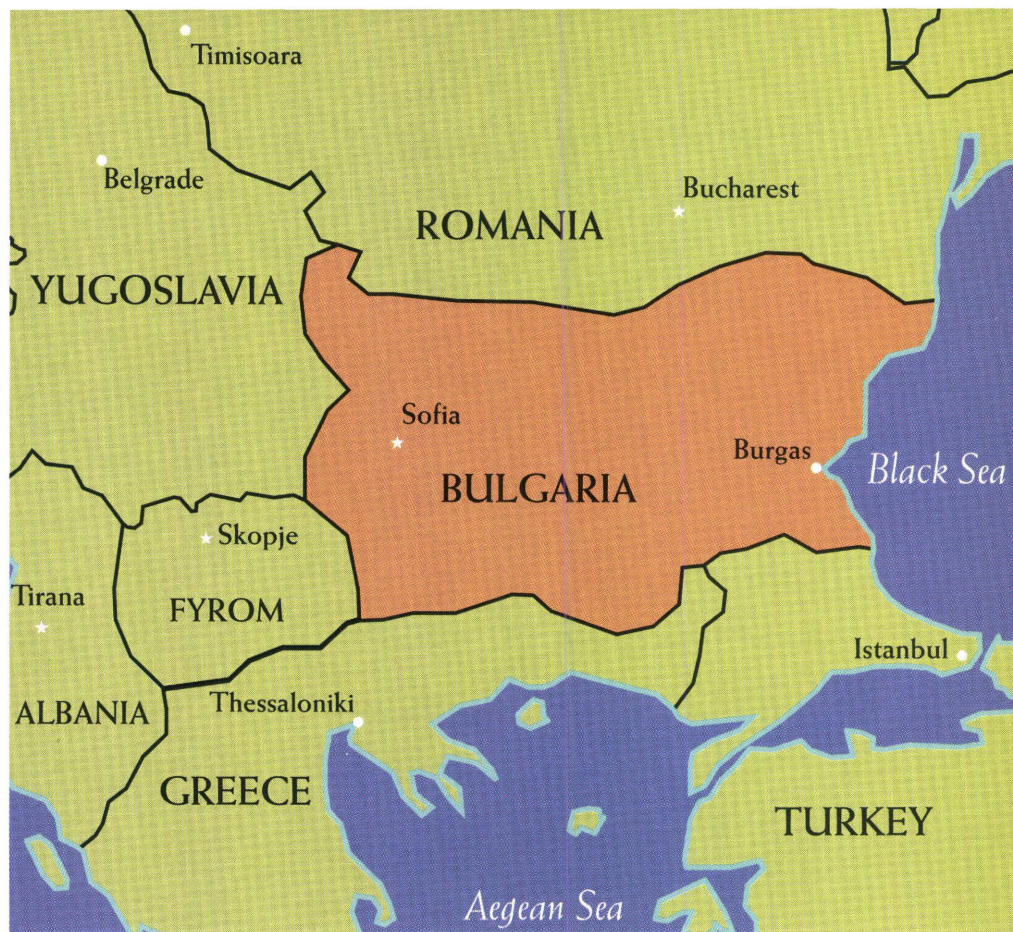 Timisoara
Belgrade
Bucharest
ROMANIA
YUGOSLAVIA
Sofia
Burgas
Black Sea
BULGARIA
Skopje
Tirana
FYROM
Istanbul
Thessaloniki
ALBANIA
GREECE
TURKEY
Aegean Sea